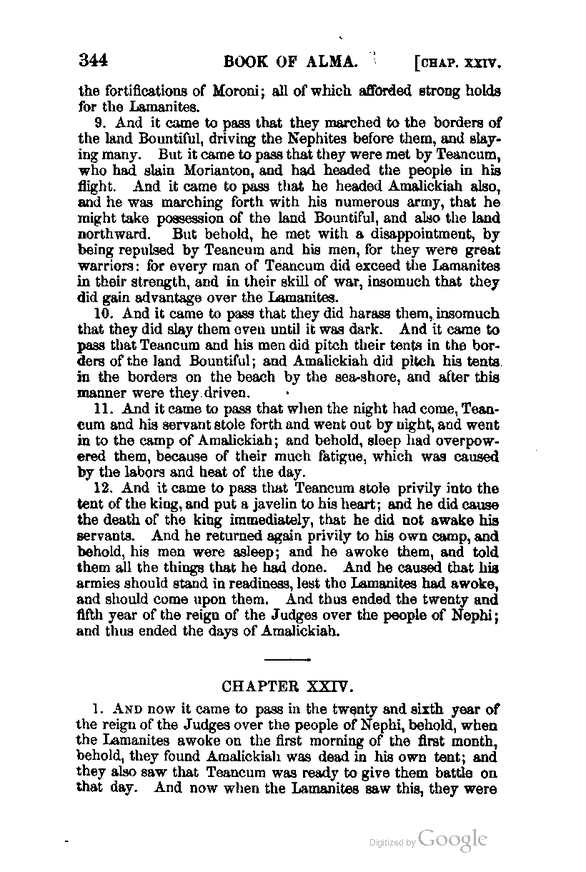 344 BOOK OF ALMA. [CHAP. XXIV.
the fortifications of Moroni; all of which afforded strong holds
for the Lamanites.
9. And it came to pass that they marched to the borders of
the land Bountiful, driving the Nephites before them, and slay-
ing many. But it came to pass that they were met by Teancum,
who had slain Morianton, and had headed the people in his
flight. And it came to pass that he headed Amalickiah also,
and he was marching forth with his numerous army, that he
might take possession of the land Bountiful, and also the land
northward. But behold, he met with a disappointment, by
being repulsed by Teancum and his men, for they were great
warriors: for every man of Teancum did exceed the Lamanites
in their strength, and in their skill of war, insomuch that they
did gain advantage over the Lamanites.
10. And it came to pass that they did harass them, insomuch
that they did slay them even until it was dark. And it came to
pass that Teancum and his men did pitch their tents in the bor-
ders of the land Bountiful; and Amalickiah did pitch his tents
in the borders on the beach by the sea-shore, and after this
manner were they driven.
11. And it came to pass that when the night had come, Tean-
cum and his servant stole forth and went out by night, and went
in to the camp of Amalickiah; and behold, sleep had overpow-
ered them, because of their much fatigue, which was caused
by the labors and heat of the day.
12. And it came to pass that Teancum stole privily into the
tent of the king, and put a javelin to his heart; and he did cause
the death of the king immediately, that he did not awake his
servants. And he returned again privily to his own camp, and
behold, his men were asleep; and he awoke them, and told
them all the things that he had done. And he caused that his
armies should stand in readiness, lest the Lamanites had awoke,
and should come upon them. And thus ended the twenty and
fifth year of the reign of the Judges over the people of Nephi;
and thus ended the days of Amalickiah.
CHAPTER XXIV.
1. AND now it came to pass in the twenty and sixth year of
the reign of the Judges over the people of Nephi, behold, when
the Lamanites awoke on the first morning of the first month,
behold, they found Amalickiah was dead in his own tent; and
they also saw that Teancum was ready to give them battle on
that day. And now when the Lamanites saw this, they were
Digitized by Google